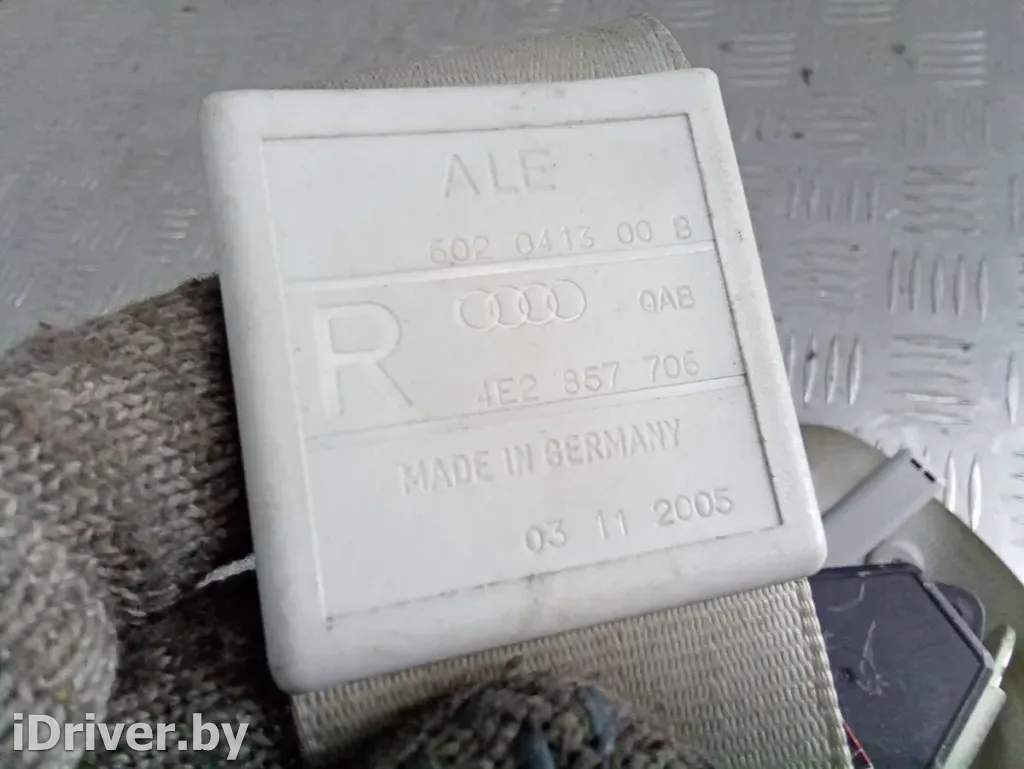 ALE
602 0413 00 B
R
QAB
4E2 857 706
MADE IN GERMANY
03 11 2005
iDriver.by